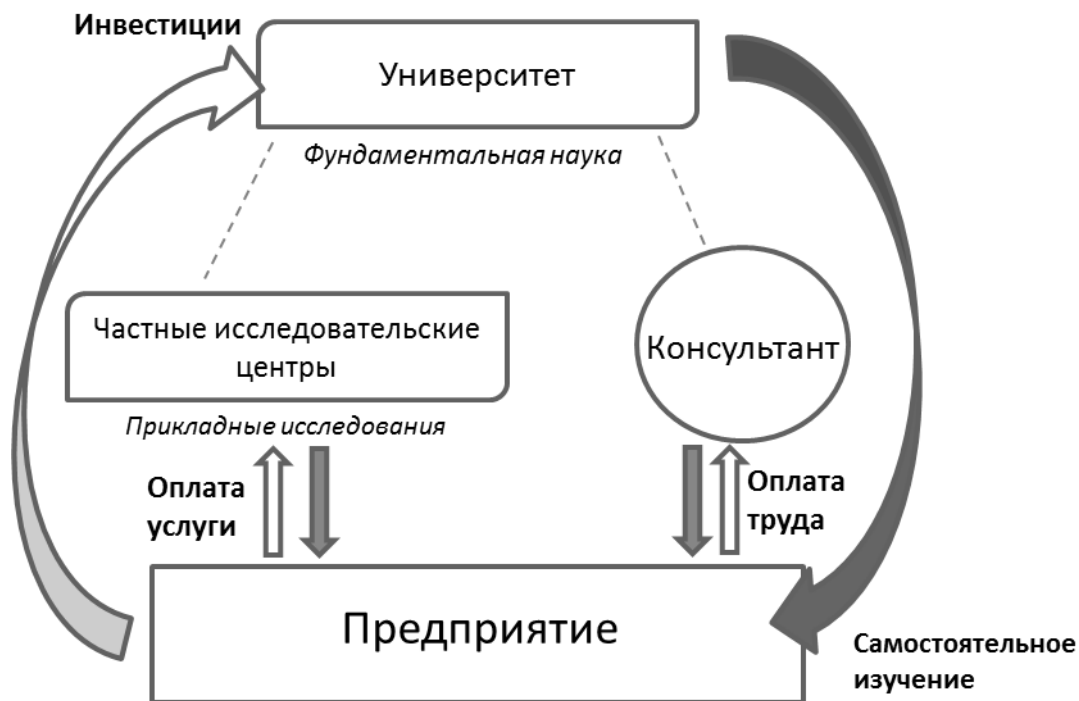 Инвестиции
Университет
Фундаментальная наука
Частные исследовательские
центры
Консультант
Прикладные исследования
Оплата
услуги
Оплата
труда
Предприятие
Самостоятельное
изучение